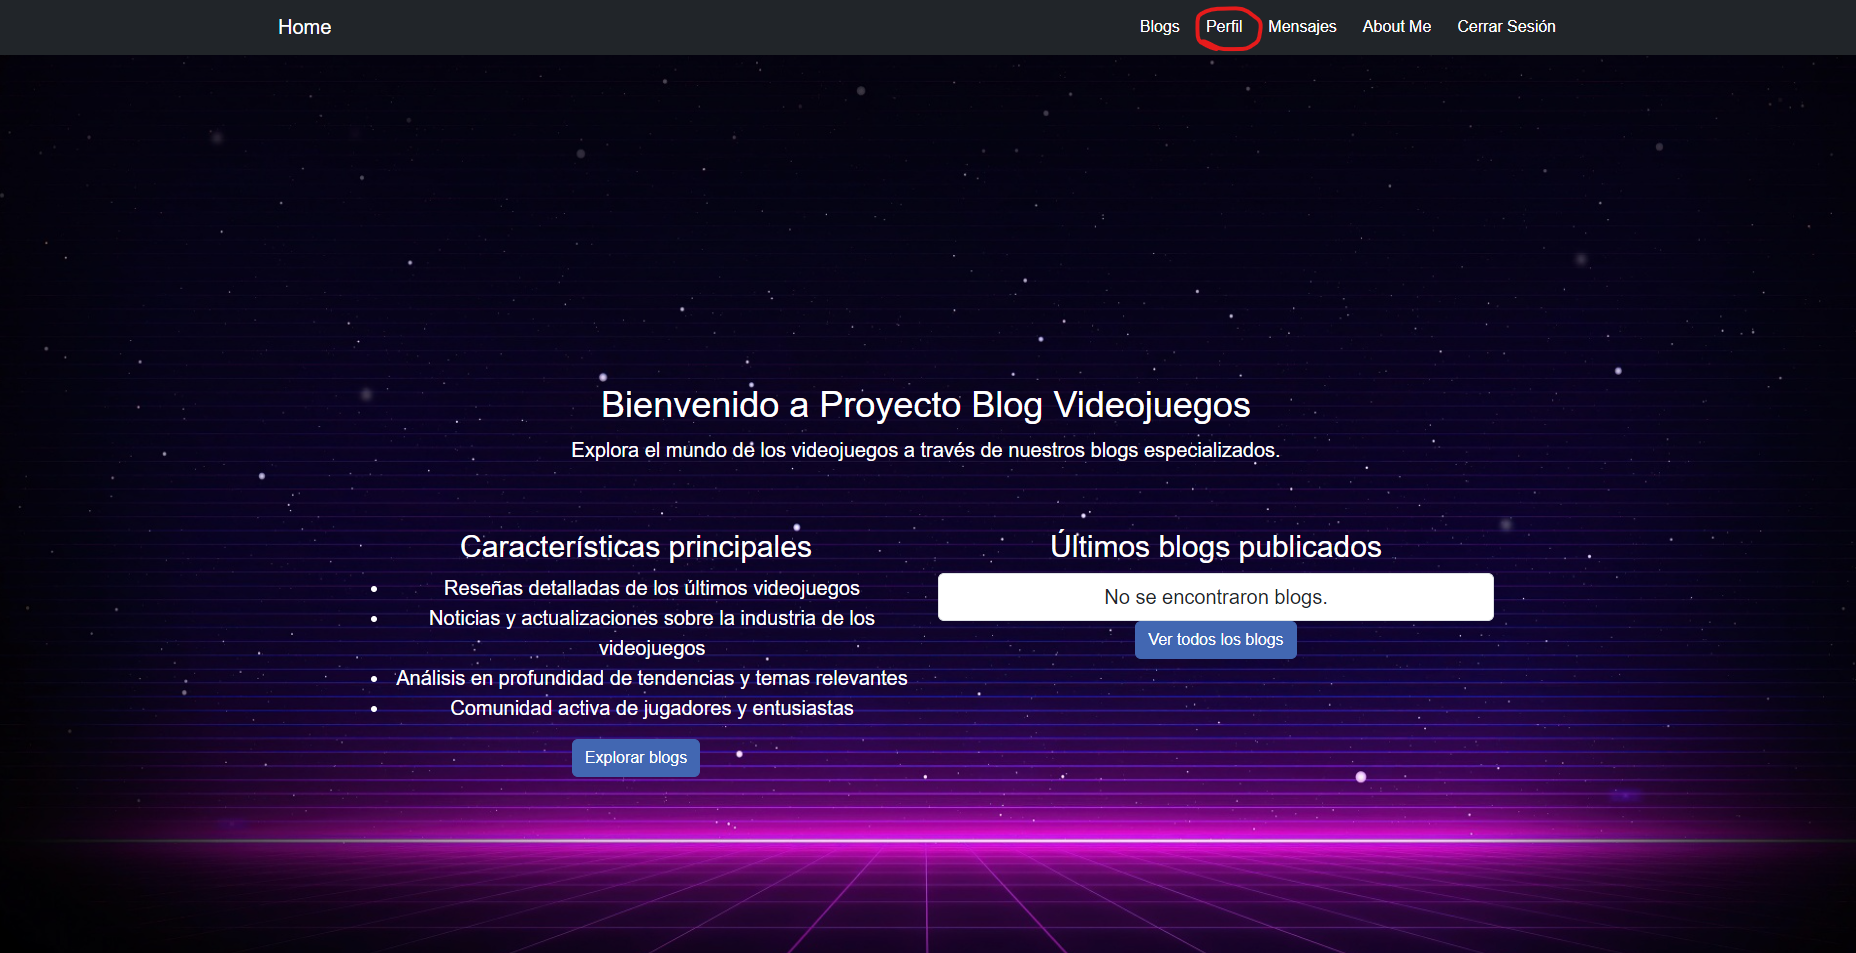 Home
Blogs Perfil Mensajes About Me Cerrar Sesión
Bienvenido a Proyecto Blog Videojuegos
Explora el mundo de los videojuegos a través de nuestros blogs especializados.
Características principales
Reseñas detalladas de los últimos videojuegos
Noticias y actualizaciones sobre la industria de los
videojuegos
Análisis en profundidad de tendencias y temas relevantes
Comunidad activa de jugadores y entusiastas
Explorar blogs
Últimos blogs publicados
No se encontraron blogs.
Ver todos los blogs